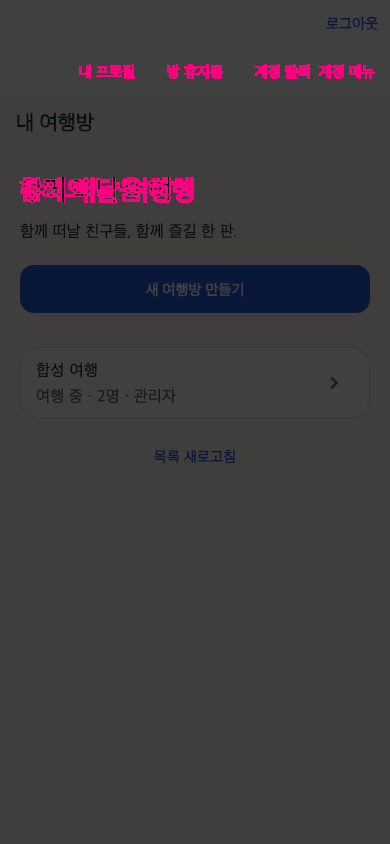 로그아웃
내 프로필 방 휴지통 계정 탈퇴 계정 메뉴
내 여행방
함께 떠날 친구들, 함께 즐길 한 판.
새 여행방 만들기
합성 여행
여행 중 · 2명 · 관리자
목록 새로고침